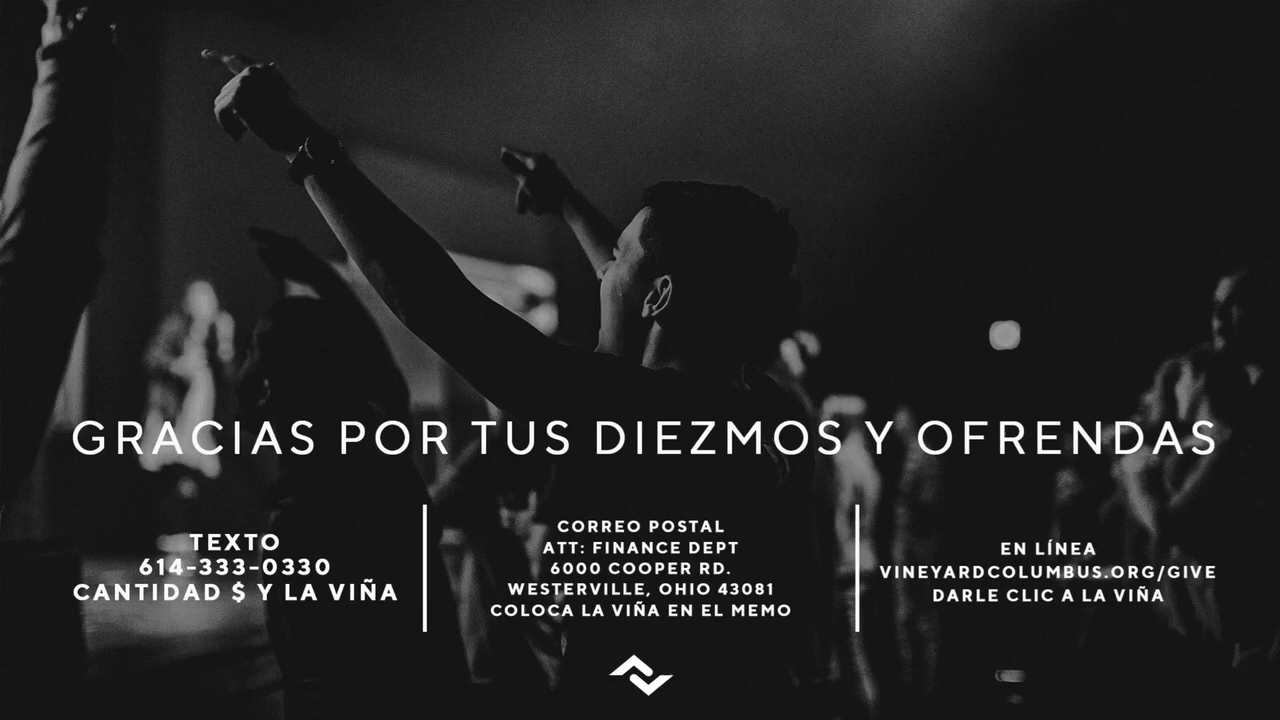 GRACIAS POR TUS DIEZMOS Y OFRENDAS
TEXTO
614-333-0330
CANTIDAD $ Y LA VIÑA
CORREO POSTAL
ATT: FINANCE DEPT
6000 COOPER RD.
WESTERVILLE, OHIO 43081
COLOCA LA VIÑA EN EL MEMO
EN LÍNEA
VINEYARDCOLUMBUS.ORG/GIVE
DARLE CLIC A LA VIÑA